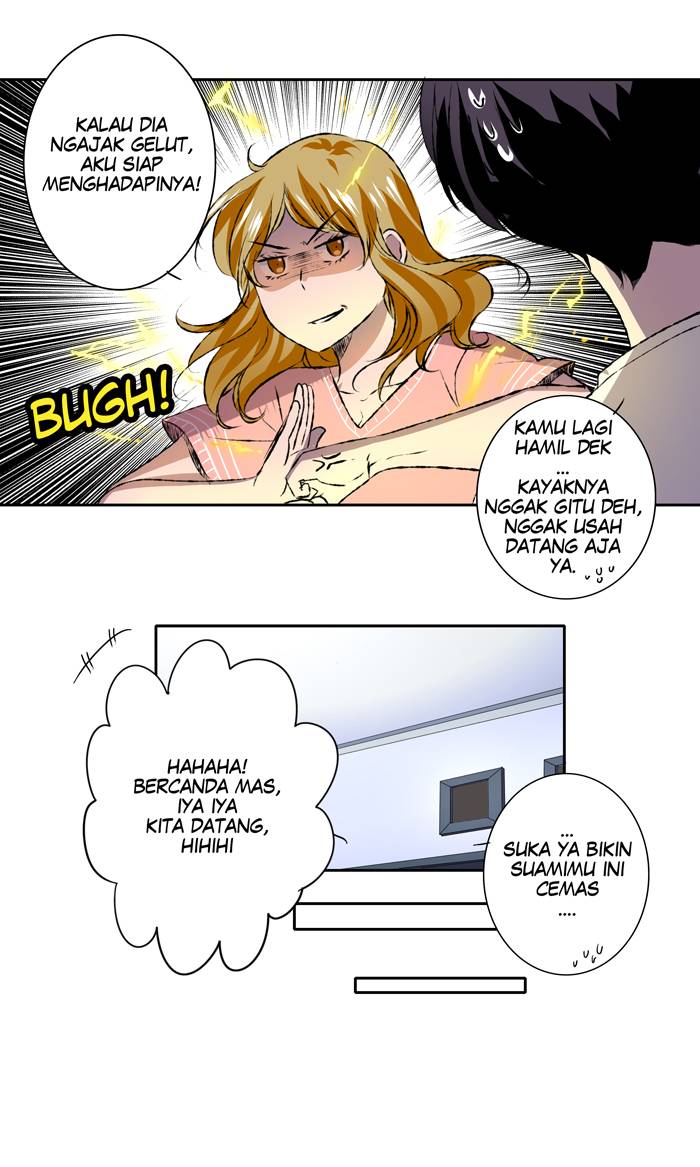 KALAU DIA
NGAJAK GELUT,
AKU SIAP
MENGHADAPINYA!
BUGH!
KAMU LAGI
HAMIL DEK
...
KAYAKNYA
NGGAK GITU DEH,
NGGAK USAH
DATANG AJA
YA.
HAHAHA!
BERCANDA MAS,
IYA IYA
KITA DATANG,
HIHIHI
...
SUKA YA BIKIN
SUAMIMU INI
CEMAS
....